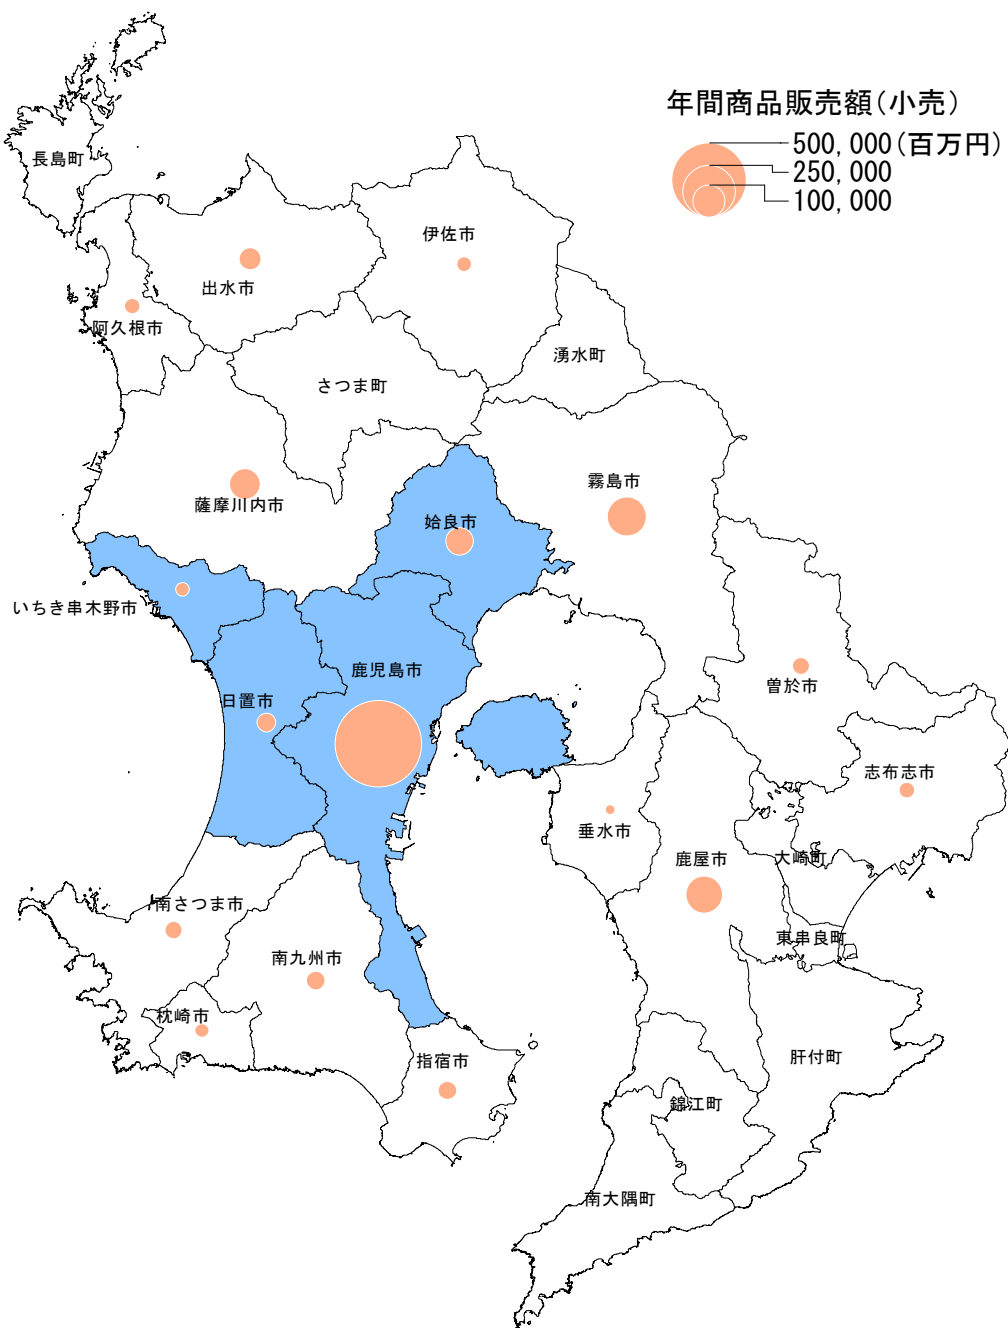 年間商品販売額(小売)
500,000(百万円)
250,000
100,000
長島町
伊佐市
出水市
阿久根市
湧水町
さつま町
霧島市
薩摩川内市
姶良市
いちき串木野市
鹿児島市
曽於市
日置市
志布志市
垂水市
大崎町
鹿屋市
南さつま市
東串良町
南九州市
枕崎市
指宿市
肝付町
錦江町
南大隅町